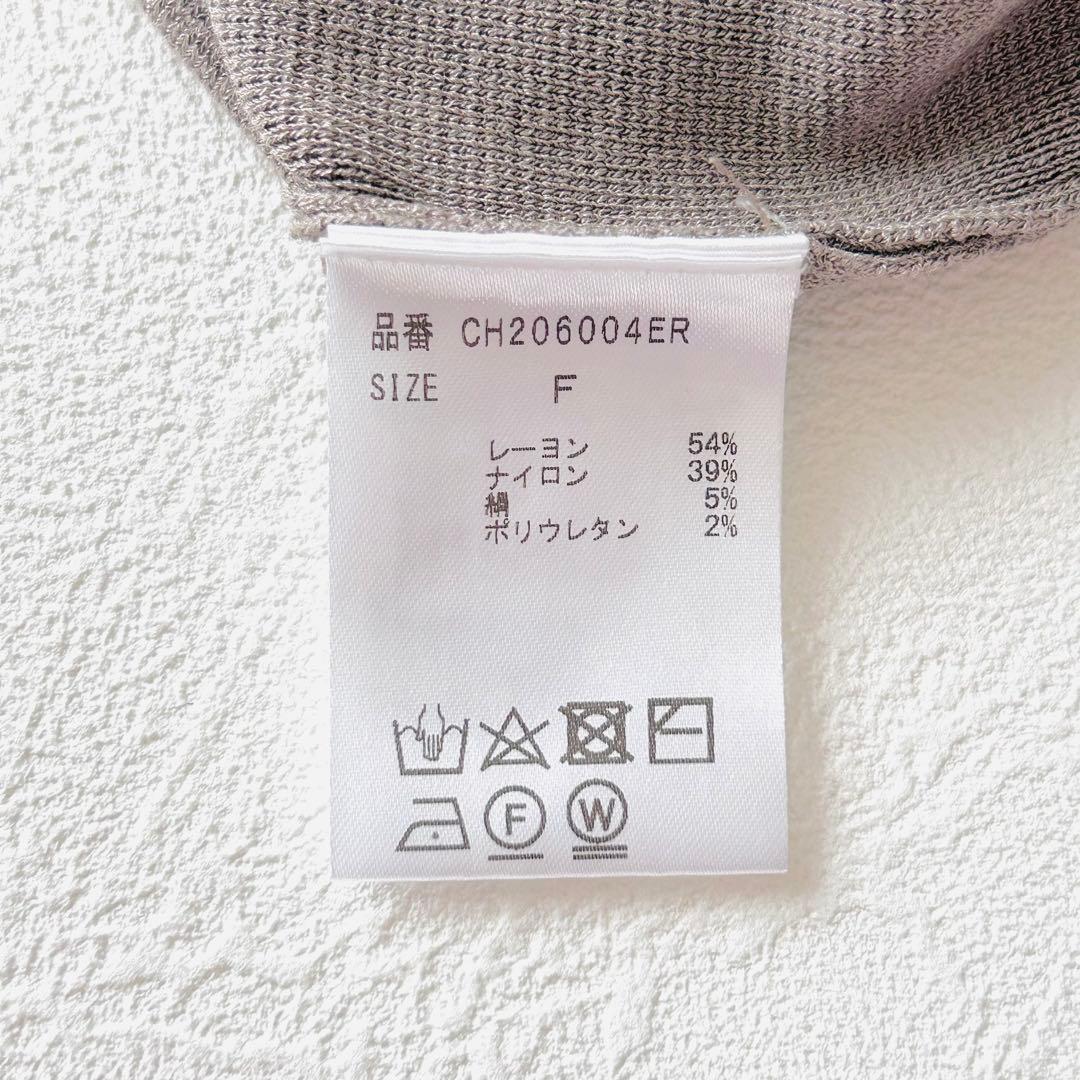 品番 CH206004ER
SIZE F
レーヨン 54%
ナイロン 39%
5%
ポリウレタン 2%
F W